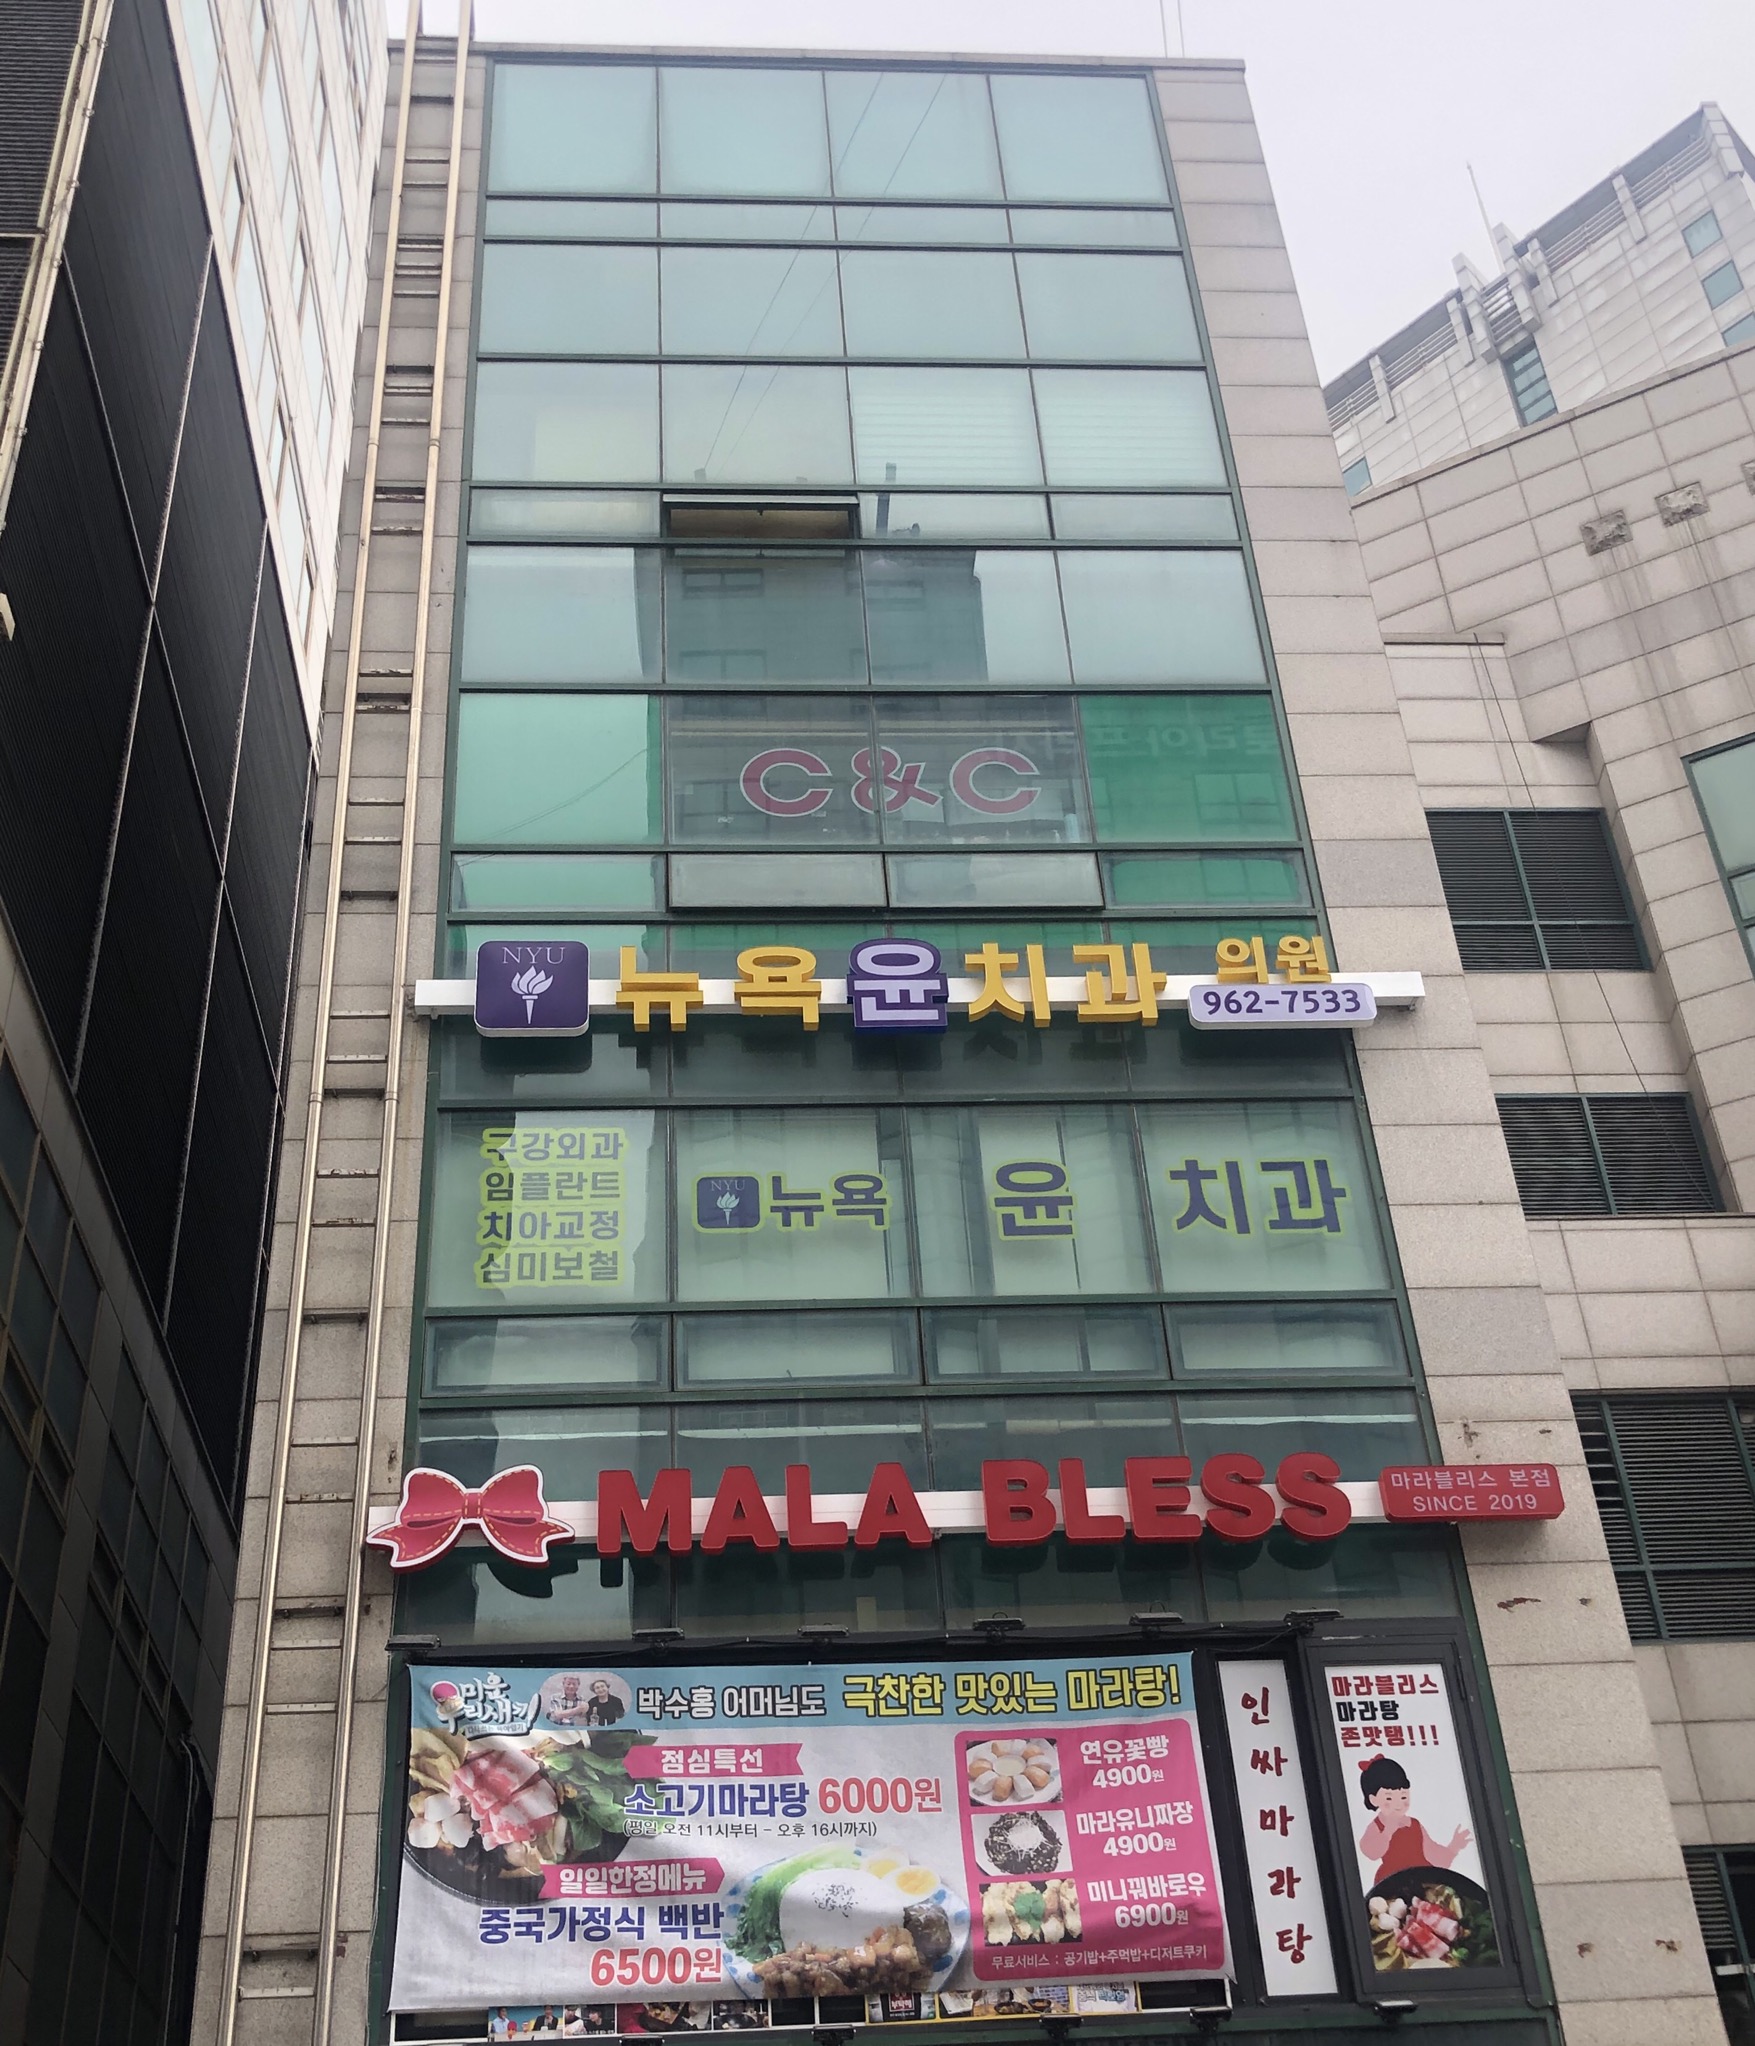 C & C
NYU
뉴욕윤치과 의원
962-7533
구강외과
임플란트
치아교정
심미보철
NYU
뉴욕 윤 치과
MALA BLESS
마라블리스 본점
SINCE 2019
미운
우리새끼
박수홍 어머님도 극찬한 맛있는 마라탕!
점심특선
소고기마라탕 6000원
(평일 오전 11시부터 - 오후 16시까지)
일일한정메뉴
중국가정식 백반
6500원
연유꽃빵
4900원
마라유니짜장
4900원
미니꿔바로우
6900원
무료서비스 : 공기밥+주먹밥+디저트쿠키
인싸마라탕
마라블리스
마라탕
존맛탱!!!